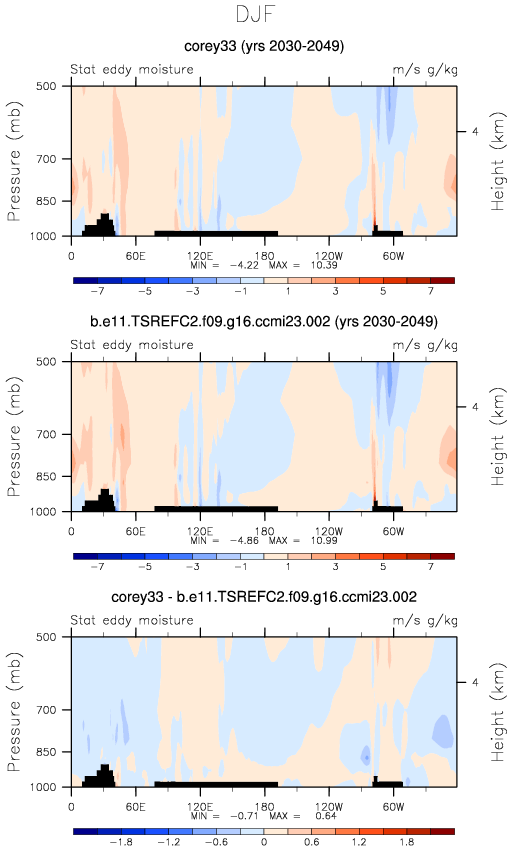 DJF
corey33 (yrs 2030-2049)
Stat eddy moisture m/s g/kg
Pressure (mb)
500
700
850
1000
4
Height (km)
0 60E 120E 180 120W 60W
MIN = -4.22 MAX = 10.39
-7 -5 -3 -1 1 3 5 7
b.e11.TSREFC2.f09.g16.ccmi23.002 (yrs 2030-2049)
Stat eddy moisture m/s g/kg
Pressure (mb)
500
700
850
1000
4
Height (km)
0 60E 120E 180 120W 60W
MIN = -4.86 MAX = 10.99
-7 -5 -3 -1 1 3 5 7
corey33 - b.e11.TSREFC2.f09.g16.ccmi23.002
Stat eddy moisture m/s g/kg
Pressure (mb)
500
700
850
1000
4
Height (km)
0 60E 120E 180 120W 60W
MIN = -0.71 MAX = 0.64
-1.8 -1.2 -0.6 0 0.6 1.2 1.8